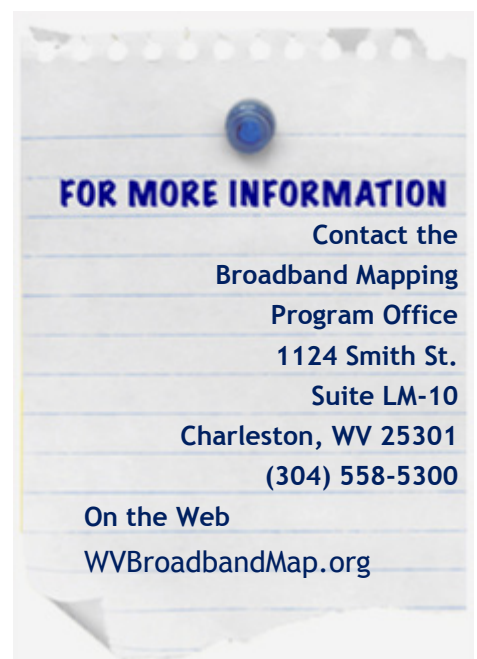 FOR MORE INFORMATION
Contact the
Broadband Mapping
Program Office
1124 Smith St.
Suite LM-10
Charleston, WV 25301
(304) 558-5300
On the Web
WVBroadbandMap.org